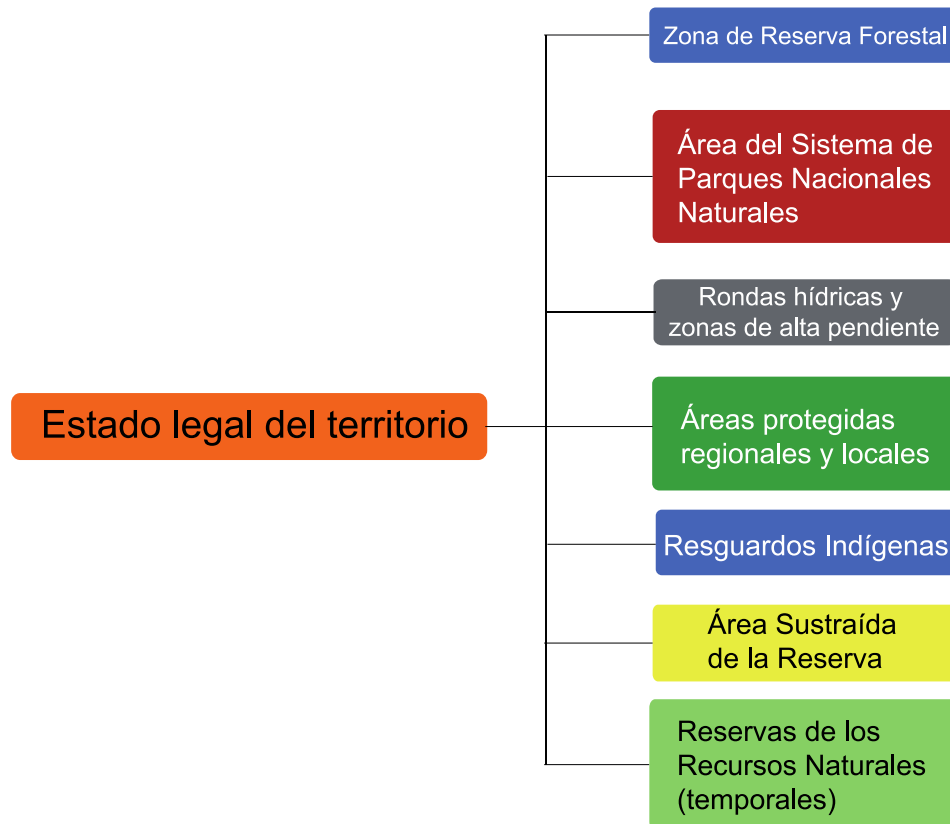 Zona de Reserva Forestal
Área del Sistema de
Parques Nacionales
Naturales
Rondas hídricas y
zonas de alta pendiente
Estado legal del territorio
Áreas protegidas
regionales y locales
Resguardos Indígenas
Área Sustraída
de la Reserva
Reservas de los
Recursos Naturales
(temporales)